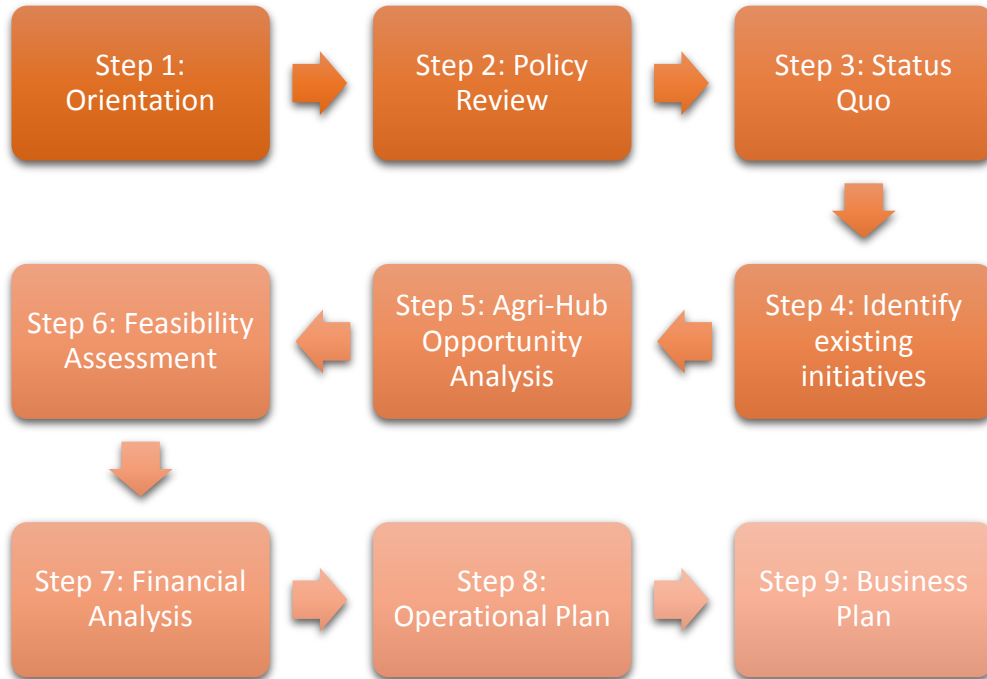 Step 1:
Orientation
Step 2: Policy
Review
Step 3: Status
Quo
Step 4: Identify
existing
initiatives
Step 5: Agri-Hub
Opportunity
Analysis
Step 6: Feasibility
Assessment
Step 7: Financial
Analysis
Step 8:
Operational Plan
Step 9: Business
Plan